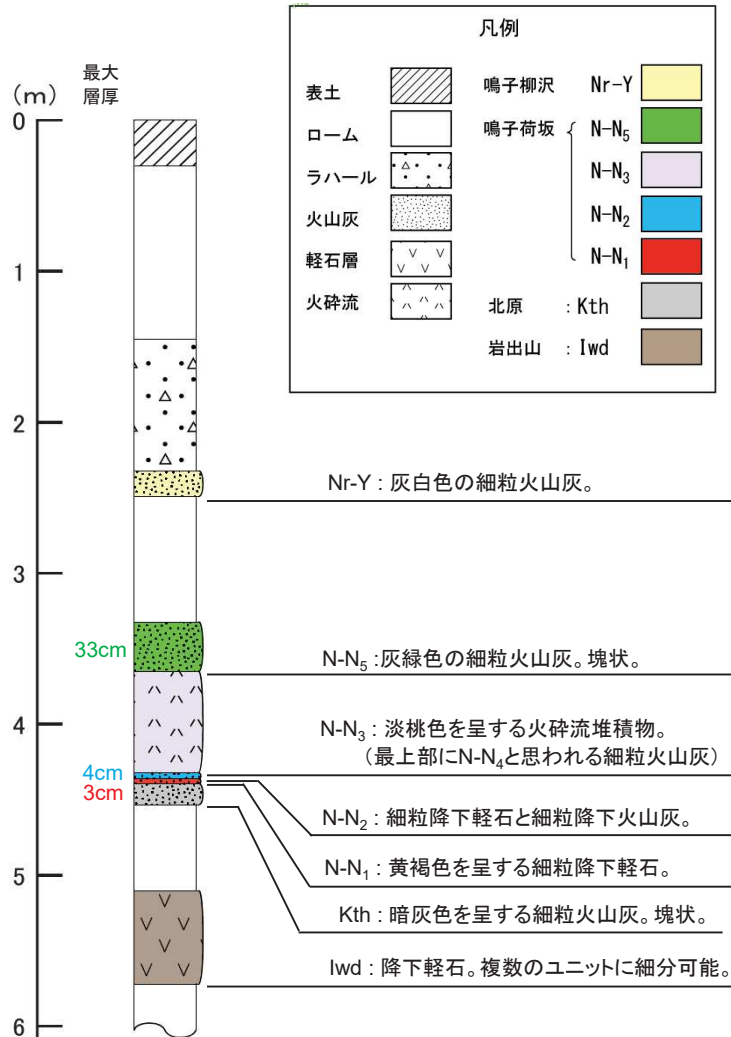 凡例
表土
ローム
ラハール
火山灰
軽石層
火砕流
鳴子柳沢 Nr-Y
鳴子荷坂 N-N₅
N-N₃
N-N₂
N-N₁
北原 : Kth
岩出山 : Iwd
最大
層厚
(m)
0
1
2
3
4
5
6
33cm
4cm
3cm
Nr-Y : 灰白色の細粒火山灰。
N-N₅ :灰緑色の細粒火山灰。塊状。
N-N₃ : 淡桃色を呈する火砕流堆積物。
(最上部にN-N₄と思われる細粒火山灰)
N-N₂ : 細粒降下軽石と細粒降下火山灰。
N-N₁ : 黄褐色を呈する細粒降下軽石。
Kth : 暗灰色を呈する細粒火山灰。塊状。
Iwd : 降下軽石。複数のユニットに細分可能。